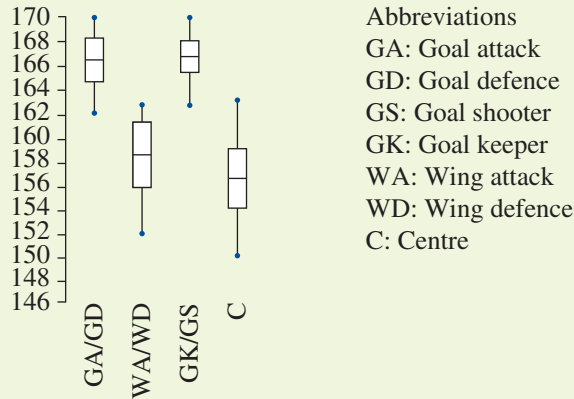 170
168
166
164
162
160
158
156
154
152
150
148
146
GA/GD
WA/WD
GK/GS
C
Abbreviations
GA: Goal attack
GD: Goal defence
GS: Goal shooter
GK: Goal keeper
WA: Wing attack
WD: Wing defence
C: Centre